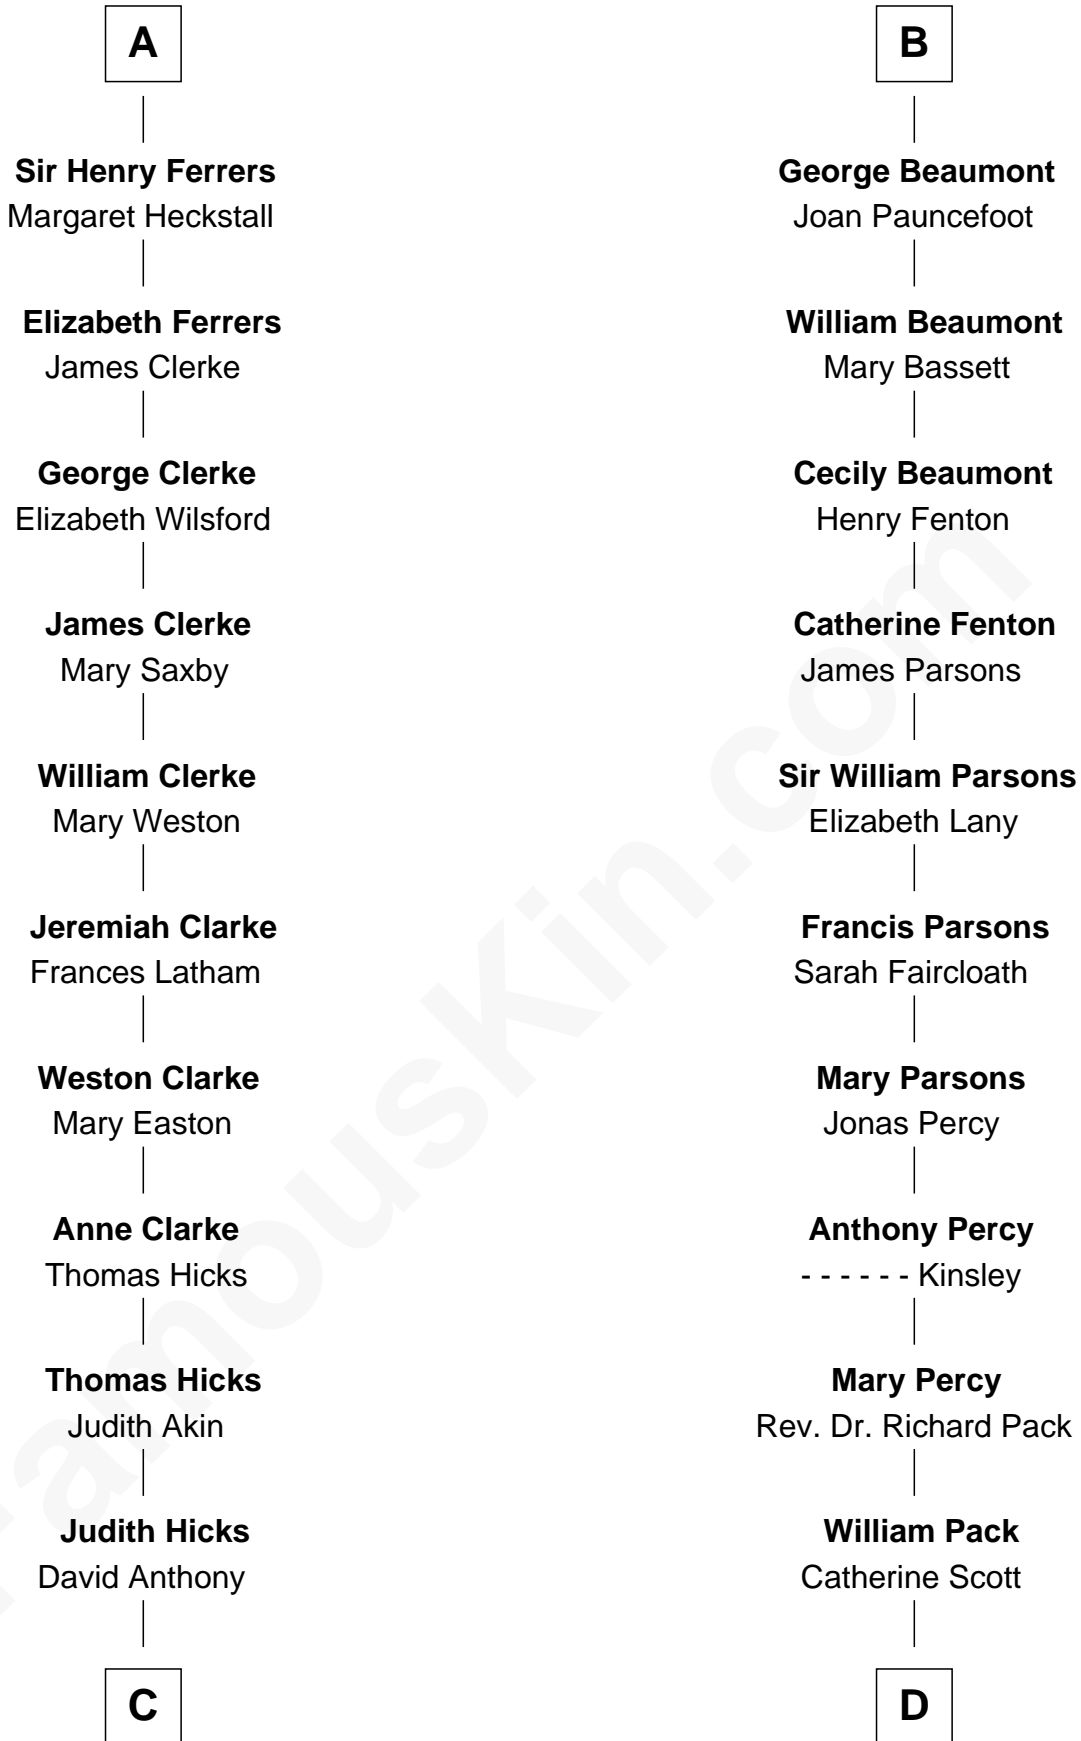 A
Sir Henry Ferrers
Margaret Heckstall
Elizabeth Ferrers
James Clerke
George Clerke
Elizabeth Wilsford
James Clerke
Mary Saxby
William Clerke
Mary Weston
Jeremiah Clarke
Frances Latham
Weston Clarke
Mary Easton
Anne Clarke
Thomas Hicks
Thomas Hicks
Judith Akin
Judith Hicks
David Anthony
C
B
George Beaumont
Joan Pauncefoot
William Beaumont
Mary Bassett
Cecily Beaumont
Henry Fenton
Catherine Fenton
James Parsons
Sir William Parsons
Elizabeth Lany
Francis Parsons
Sarah Faircloath
Mary Parsons
Jonas Percy
Anthony Percy
- - - - - - Kinsley
Mary Percy
Rev. Dr. Richard Pack
William Pack
Catherine Scott
D
FamousKin.com